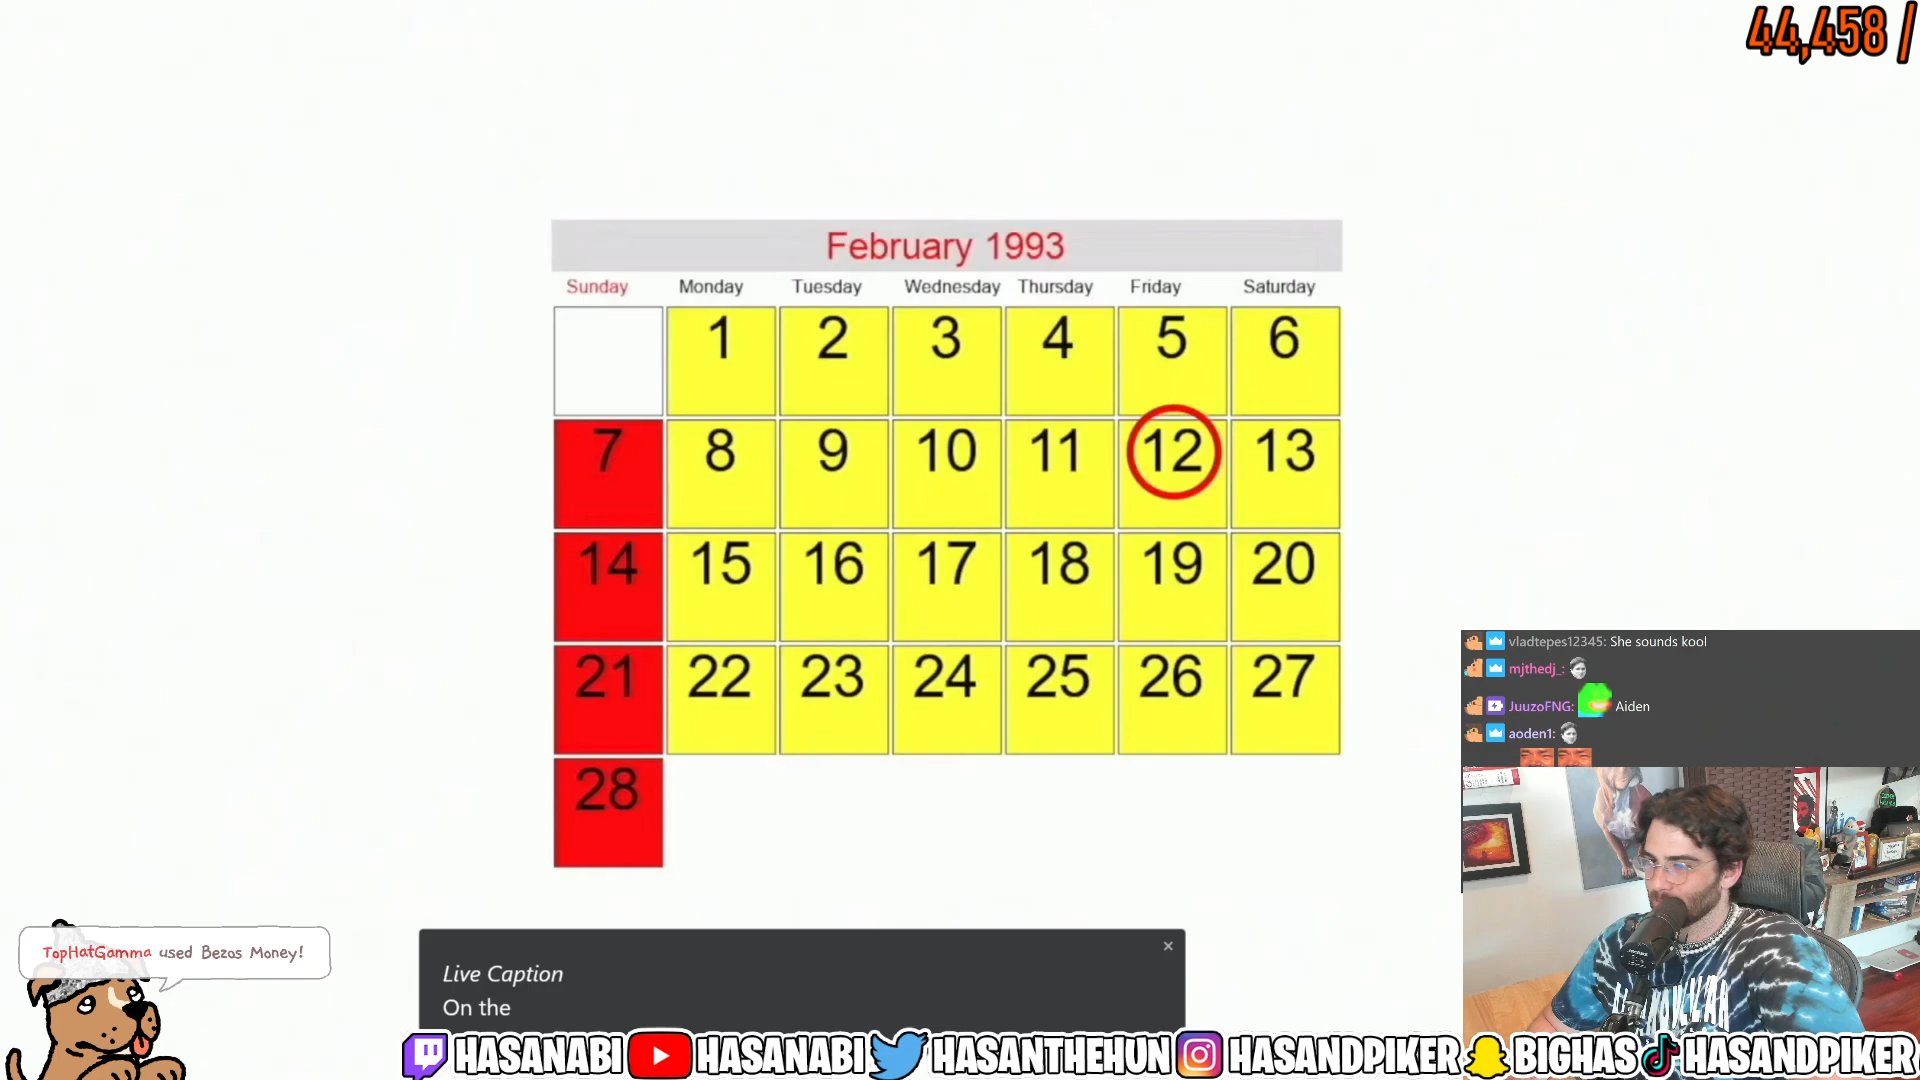 44,458 /
February 1993
Sunday Monday Tuesday Wednesday Thursday Friday Saturday
1 2 3 4 5 6
7 8 9 10 11 12 13
14 15 16 17 18 19 20
21 22 23 24 25 26 27
28
vladtepes12345: She sounds kool
mjthedj_:
JuuzoFNG: Aiden
aoden1:
TopHatGamma used Bezos Money!
Live Caption
On the
HASANABI HASANABI HASANTHEHUN HASANDPIKER BIGHAS HASANDPIKER